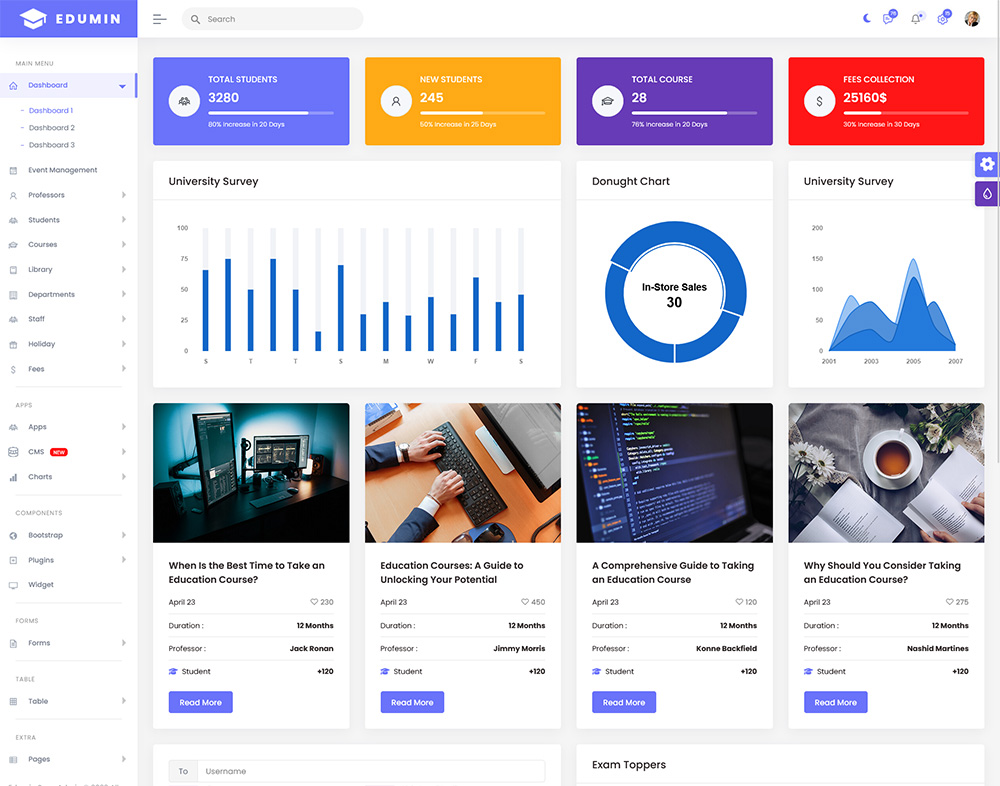 EDUMIN
Search
76
15
MAIN MENU
Dashboard
- Dashboard 1
- Dashboard 2
- Dashboard 3
Event Management
Professors
Students
Courses
Library
Departments
Staff
Holiday
Fees
APPS
Apps
CMS NEW
Charts
COMPONENTS
Bootstrap
Plugins
Widget
FORMS
Forms
TABLE
Table
EXTRA
Pages
TOTAL STUDENTS
3280
80% Increase in 20 Days
NEW STUDENTS
245
50% Increase in 25 Days
TOTAL COURSE
28
76% Increase in 20 Days
FEES COLLECTION
25160$
30% Increase in 30 Days
University Survey
100
75
50
25
0
S T T S M W F S
Donught Chart
In-Store Sales
30
University Survey
200
150
100
50
0
2001 2003 2005 2007
When Is the Best Time to Take an
Education Course?
April 23 230
Duration : 12 Months
Professor : Jack Ronan
Student +120
Read More
Education Courses: A Guide to
Unlocking Your Potential
April 23 450
Duration : 12 Months
Professor : Jimmy Morris
Student +120
Read More
A Comprehensive Guide to Taking
an Education Course
April 23 120
Duration : 12 Months
Professor : Konne Backfield
Student +120
Read More
Why Should You Consider Taking
an Education Course?
April 23 275
Duration : 12 Months
Professor : Nashid Martines
Student +120
Read More
To Username
Exam Toppers